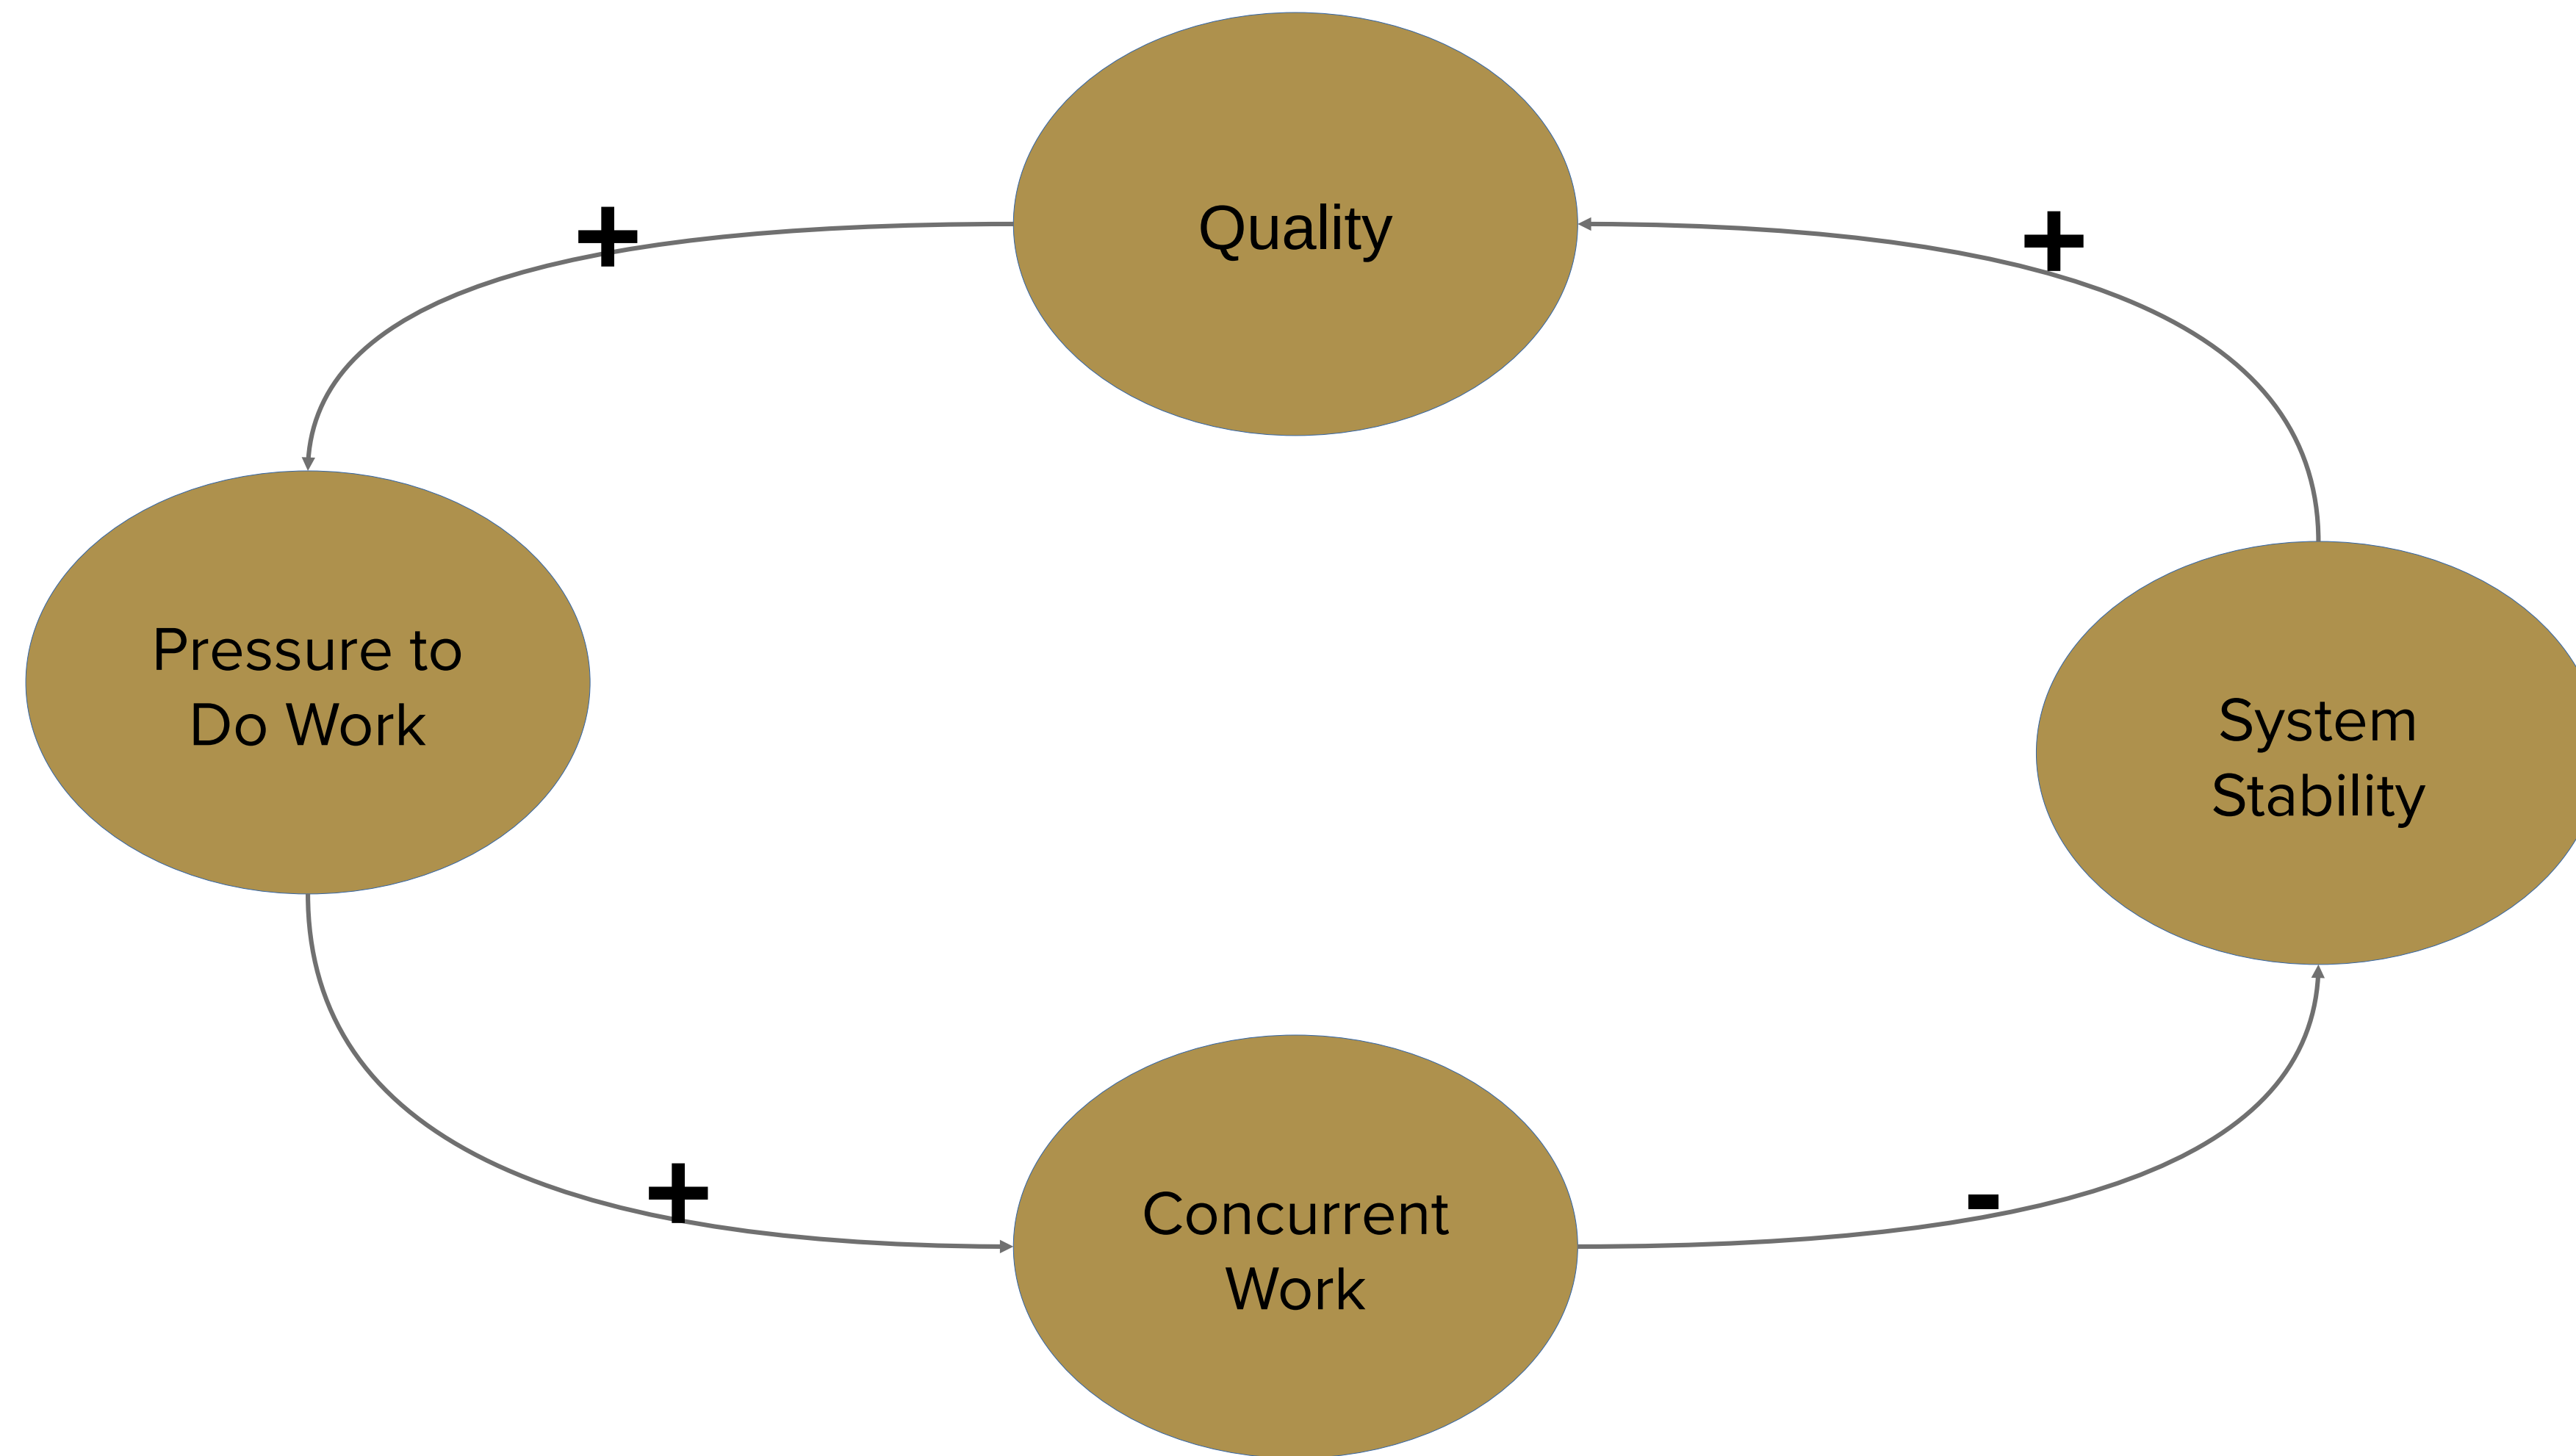 Quality
+
+
Pressure to
Do Work
System
Stability
+
-
Concurrent
Work